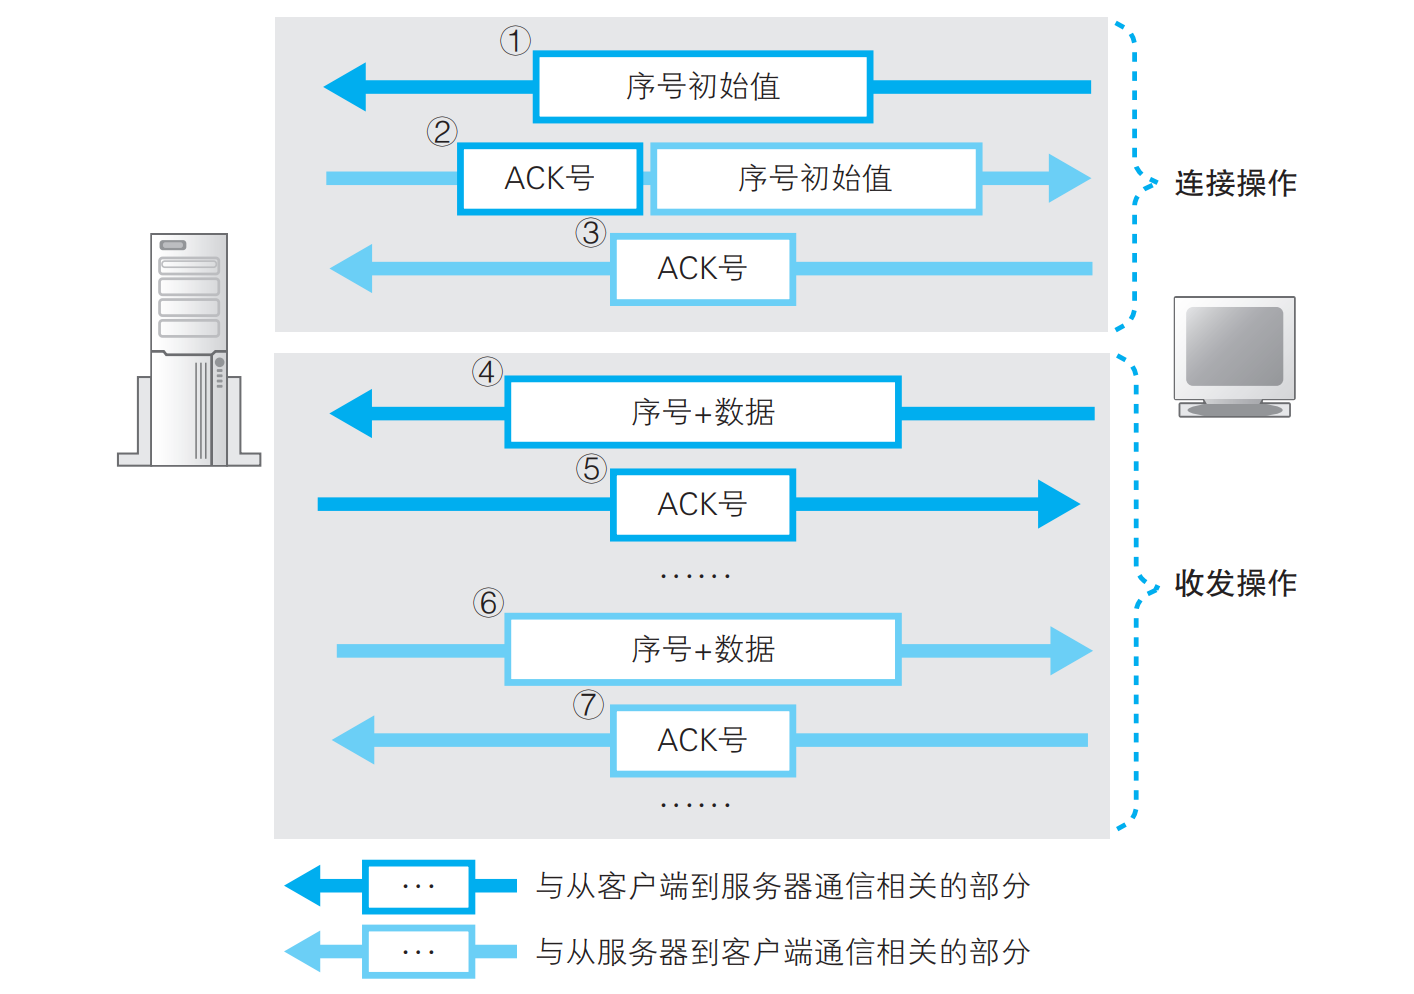 ①
序号初始值
②
ACK号
序号初始值
连接操作
③
ACK号
④
序号+数据
⑤
ACK号
······
收发操作
⑥
序号+数据
⑦
ACK号
······
··· 与从客户端到服务器通信相关的部分
··· 与从服务器到客户端通信相关的部分